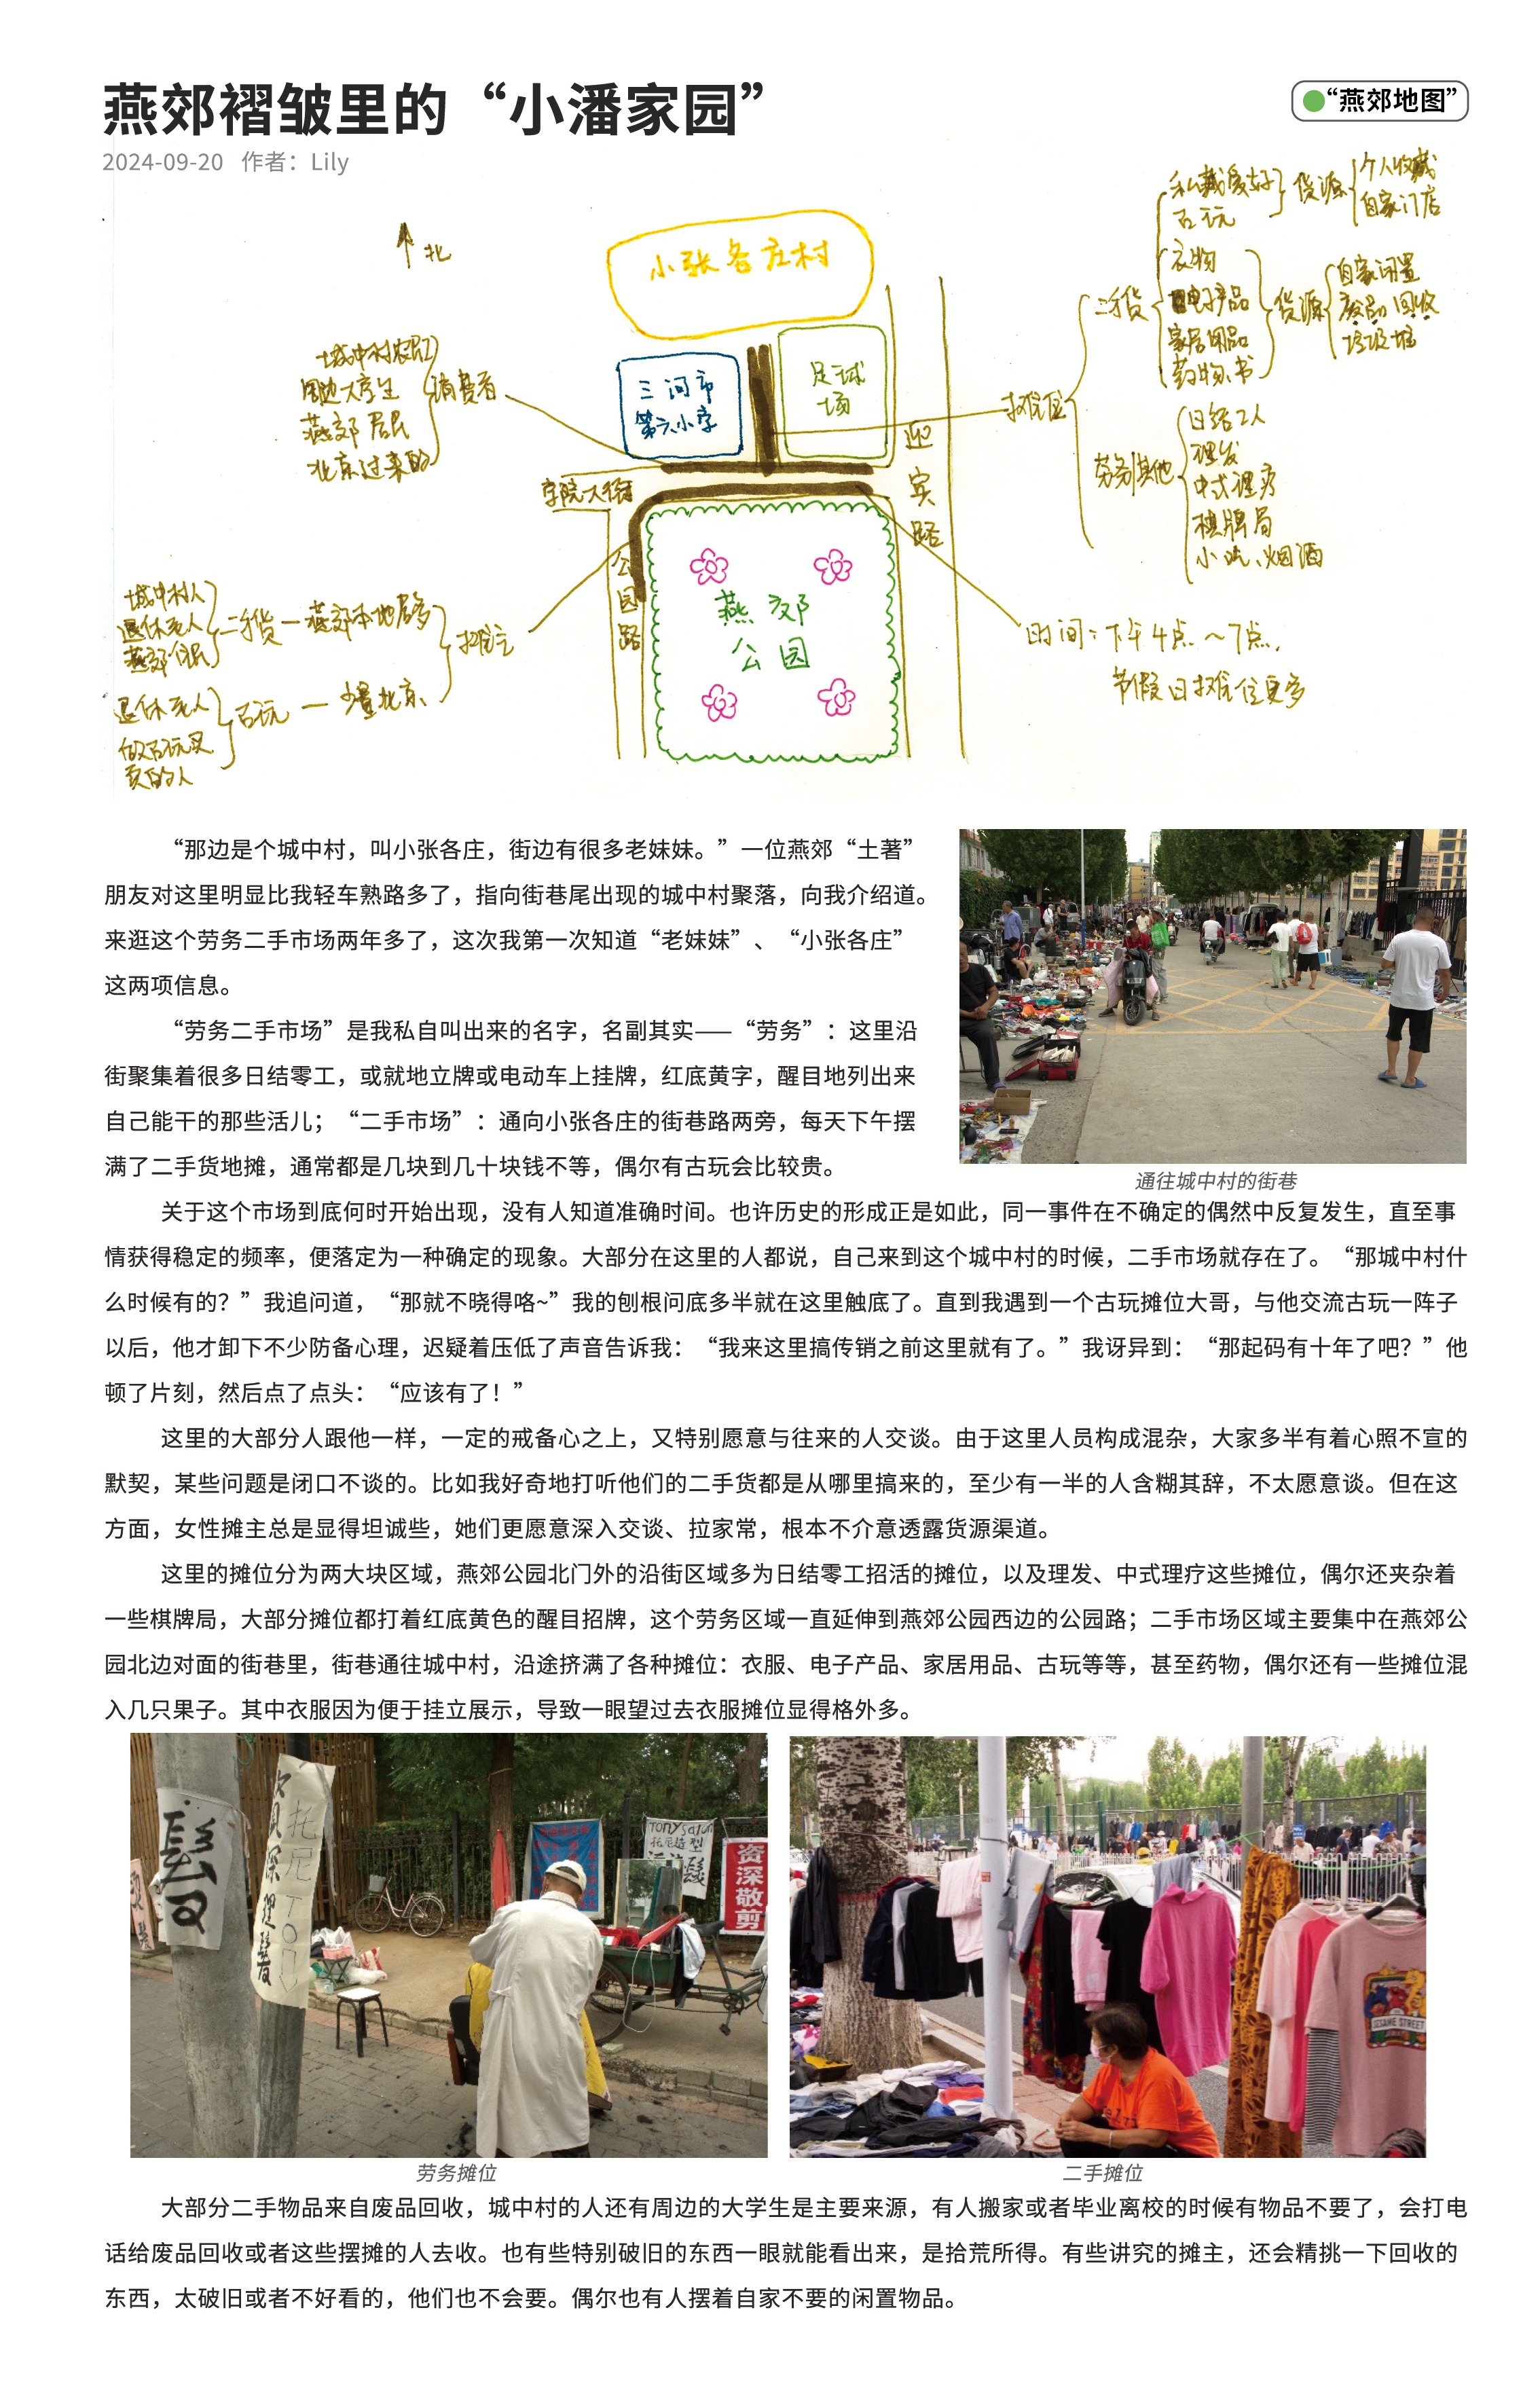 燕郊褶皱里的“小潘家园”
“燕郊地图”
2024-09-20 作者：Lily
北
小张各庄村
三河市
第六小学
足球
场
迎
宾
路
学院大街
公
园
路
燕郊
公园
城中村农民工
周边大学生
燕郊居民
北京过来的
消费者
城中村人
退休老人
燕郊住民
二手货—燕郊本地居多
退休老人
做古玩买
卖的人
古玩—少量北京
摊主
摊位
二手货
私藏爱好
古玩
货源
个人收藏
自家门店
衣物
电子产品
家居用品
药物、书
货源
自家闲置
废品回收
垃圾堆
劳务其他
日结工人
理发
中式理疗
棋牌局
小吃、烟酒
时间：下午4点～7点，
节假日摊位更多
“那边是个城中村，叫小张各庄，街边有很多老妹妹。”一位燕郊“土著”
朋友对这里明显比我轻车熟路多了，指向街巷尾出现的城中村聚落，向我介绍道。
来逛这个劳务二手市场两年多了，这次我第一次知道“老妹妹”、“小张各庄”
这两项信息。
“劳务二手市场”是我私自叫出来的名字，名副其实——“劳务”：这里沿
街聚集着很多日结零工，或就地立牌或电动车上挂牌，红底黄字，醒目地列出来
自己能干的那些活儿；“二手市场”：通向小张各庄的街巷路两旁，每天下午摆
满了二手货地摊，通常都是几块到几十块钱不等，偶尔有古玩会比较贵。
通往城中村的街巷
关于这个市场到底何时开始出现，没有人知道准确时间。也许历史的形成正是如此，同一事件在不确定的偶然中反复发生，直至事
情获得稳定的频率，便落定为一种确定的现象。大部分在这里的人都说，自己来到这个城中村的时候，二手市场就存在了。“那城中村什
么时候有的？”我追问道，“那就不晓得咯~”我的刨根问底多半就在这里触底了。直到我遇到一个古玩摊位大哥，与他交流古玩一阵子
以后，他才卸下不少防备心理，迟疑着压低了声音告诉我：“我来这里搞传销之前这里就有了。”我讶异到：“那起码有十年了吧？”他
顿了片刻，然后点了点头：“应该有了！”
这里的大部分人跟他一样，一定的戒备心之上，又特别愿意与往来的人交谈。由于这里人员构成混杂，大家多半有着心照不宣的
默契，某些问题是闭口不谈的。比如我好奇地打听他们的二手货都是从哪里搞来的，至少有一半的人含糊其辞，不太愿意谈。但在这
方面，女性摊主总是显得坦诚些，她们更愿意深入交谈、拉家常，根本不介意透露货源渠道。
这里的摊位分为两大块区域，燕郊公园北门外的沿街区域多为日结零工招活的摊位，以及理发、中式理疗这些摊位，偶尔还夹杂着
一些棋牌局，大部分摊位都打着红底黄色的醒目招牌，这个劳务区域一直延伸到燕郊公园西边的公园路；二手市场区域主要集中在燕郊公
园北边对面的街巷里，街巷通往城中村，沿途挤满了各种摊位：衣服、电子产品、家居用品、古玩等等，甚至药物，偶尔还有一些摊位混
入几只果子。其中衣服因为便于挂立展示，导致一眼望过去衣服摊位显得格外多。
髮
资深理髮
托尼TONY
Tony salun
托尼造型
资深敬剪
SESAME STREET
劳务摊位
二手摊位
大部分二手物品来自废品回收，城中村的人还有周边的大学生是主要来源，有人搬家或者毕业离校的时候有物品不要了，会打电
话给废品回收或者这些摆摊的人去收。也有些特别破旧的东西一眼就能看出来，是拾荒所得。有些讲究的摊主，还会精挑一下回收的
东西，太破旧或者不好看的，他们也不会要。偶尔也有人摆着自家不要的闲置物品。